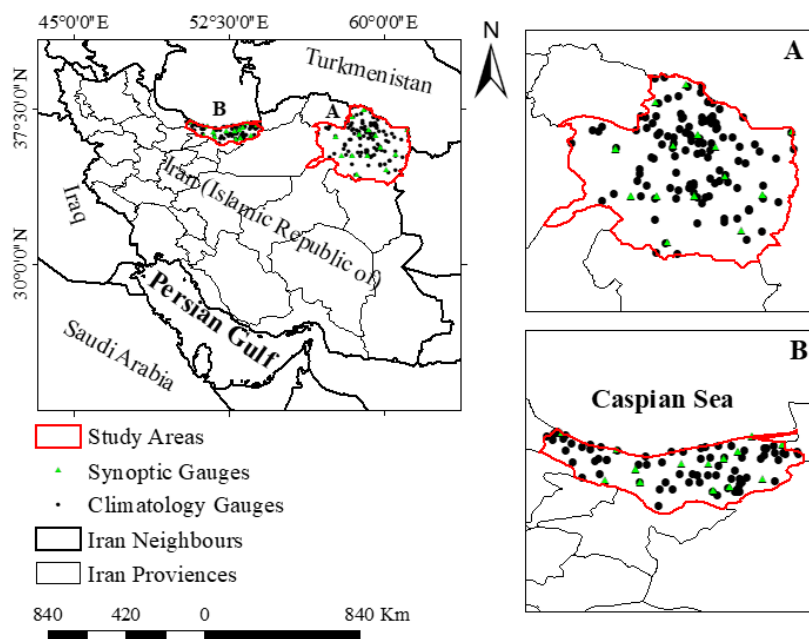 45°0'0"E 52°30'0"E 60°0'0"E
N
A
Turkmenistan
37°30'0"N
B
A
Iran (Islamic Republic of)
Iraq
30°0'0"N
Persian Gulf
Saudi Arabia
B
Caspian Sea
Study Areas
Synoptic Gauges
Climatology Gauges
Iran Neighbours
Iran Proviences
840 420 0 840 Km